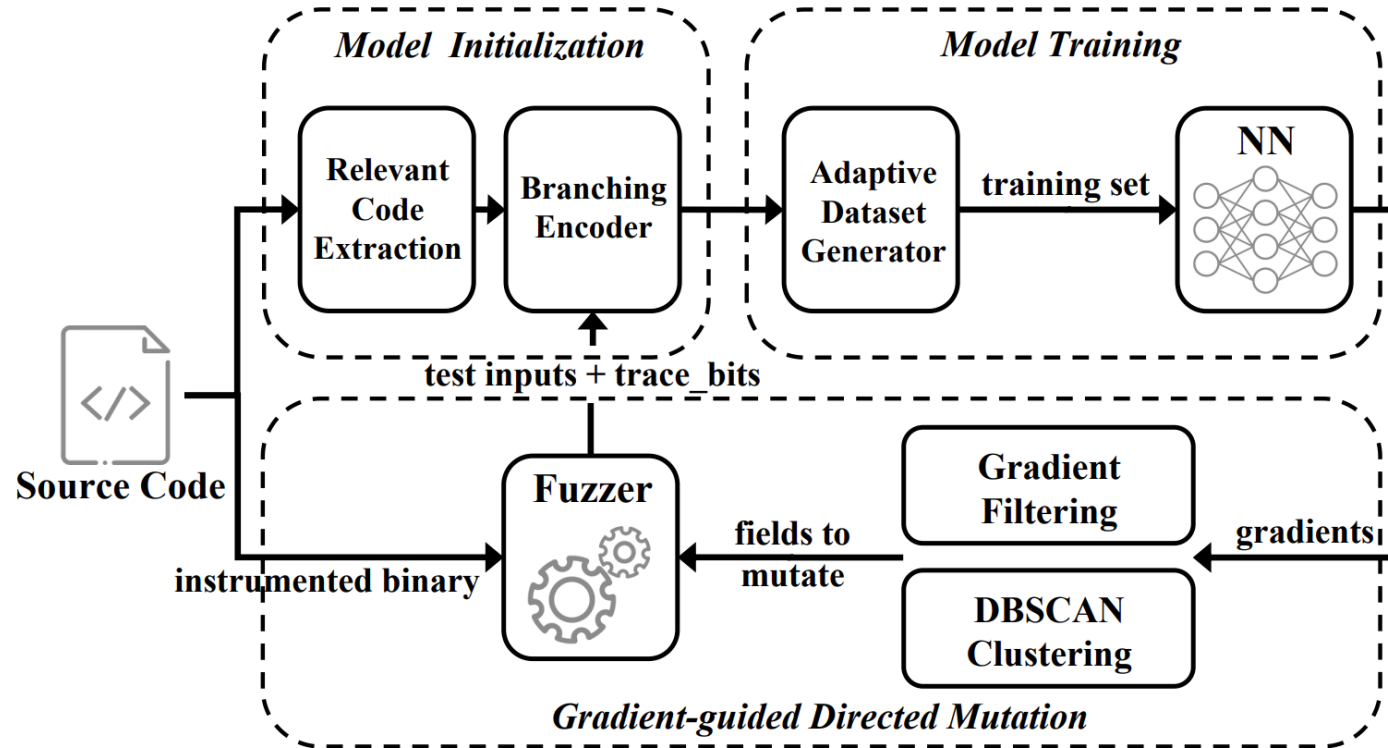 Model Initialization
Model Training
Relevant
Code
Extraction
Branching
Encoder
Adaptive
Dataset
Generator
training set
NN
</>
Source Code
test inputs + trace_bits
instrumented binary
Fuzzer
fields to
mutate
Gradient
Filtering
DBSCAN
Clustering
gradients
Gradient-guided Directed Mutation